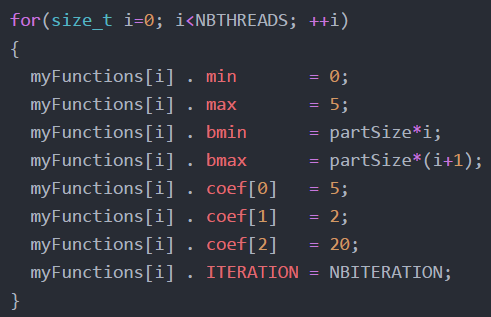 for(size_t i=0; i<NBTHREADS; ++i)
{
  myFunctions[i] . min       = 0;
  myFunctions[i] . max       = 5;
  myFunctions[i] . bmin      = partSize*i;
  myFunctions[i] . bmax      = partSize*(i+1);
  myFunctions[i] . coef[0]   = 5;
  myFunctions[i] . coef[1]   = 2;
  myFunctions[i] . coef[2]   = 20;
  myFunctions[i] . ITERATION = NBITERATION;
}